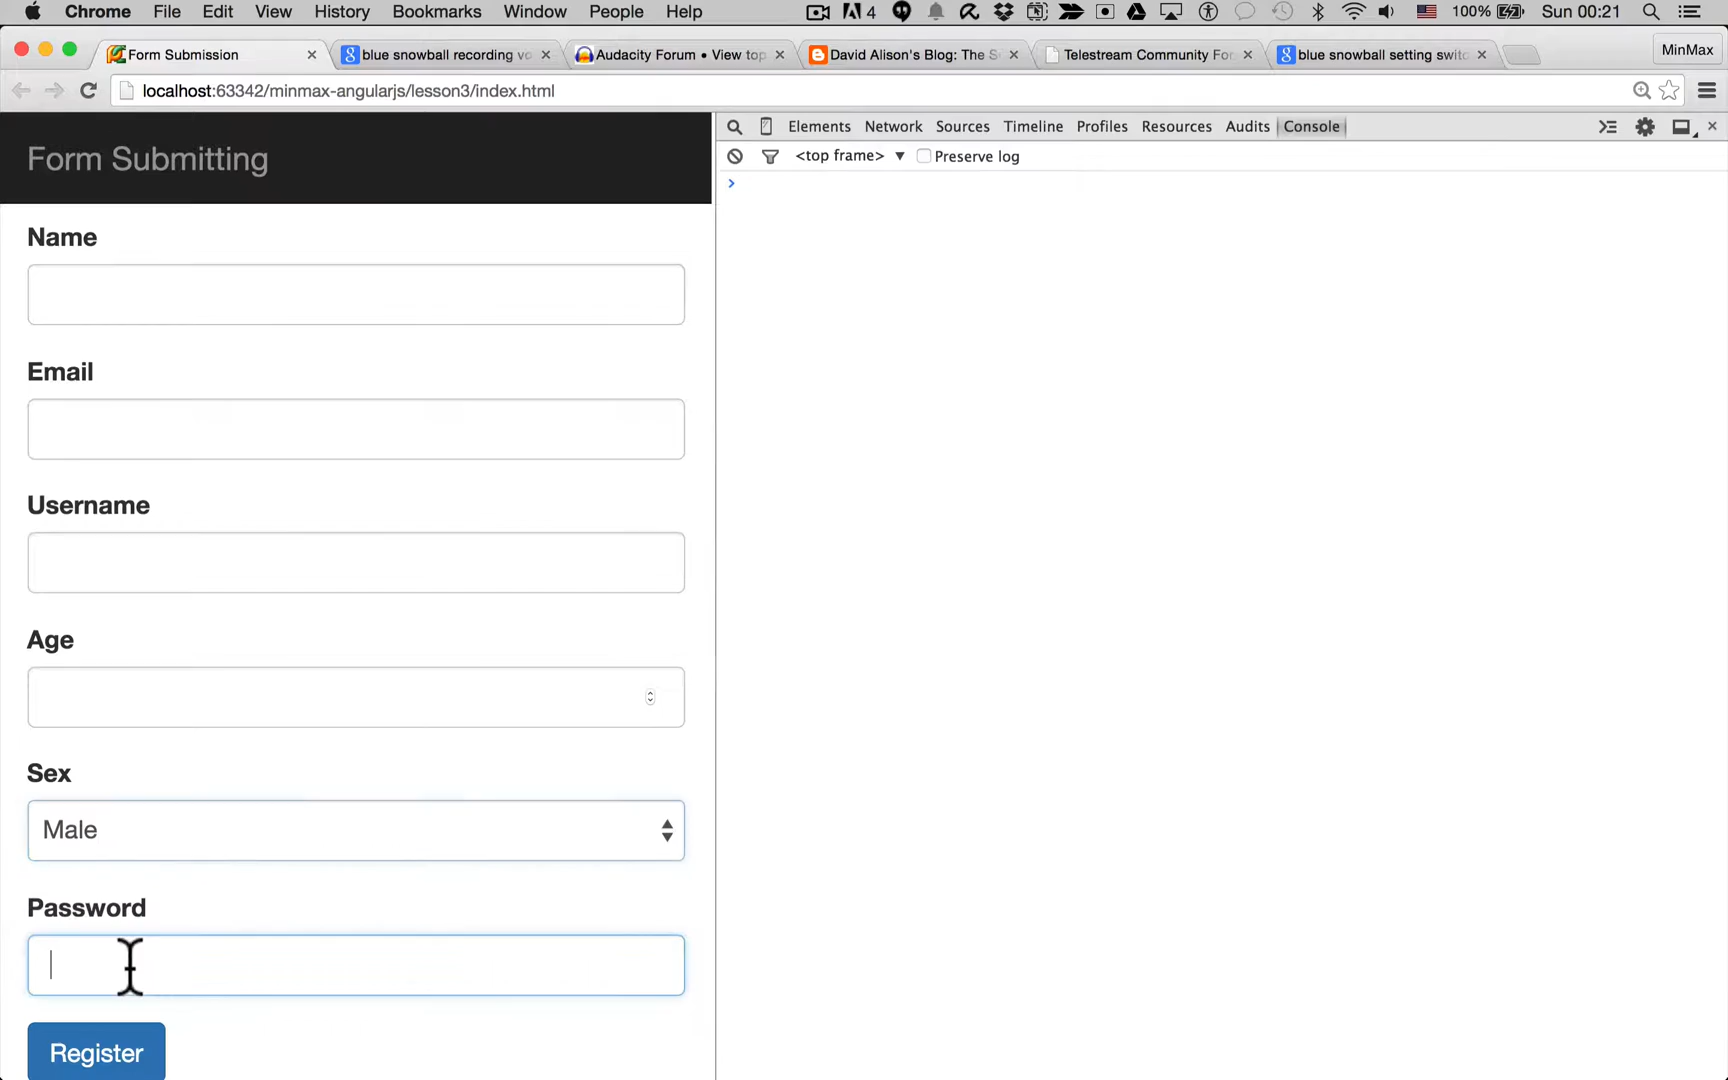 Chrome File Edit View History Bookmarks Window People Help 4 100% Sun 00:21
Form Submission blue snowball recording vo Audacity Forum • View top David Alison's Blog: The S Telestream Community For blue snowball setting switc MinMax
localhost:63342/minmax-angularjs/lesson3/index.html
Form Submitting
Elements Network Sources Timeline Profiles Resources Audits Console
<top frame> ▼ Preserve log
Name
Email
Username
Age
Sex
Male
Password
Register